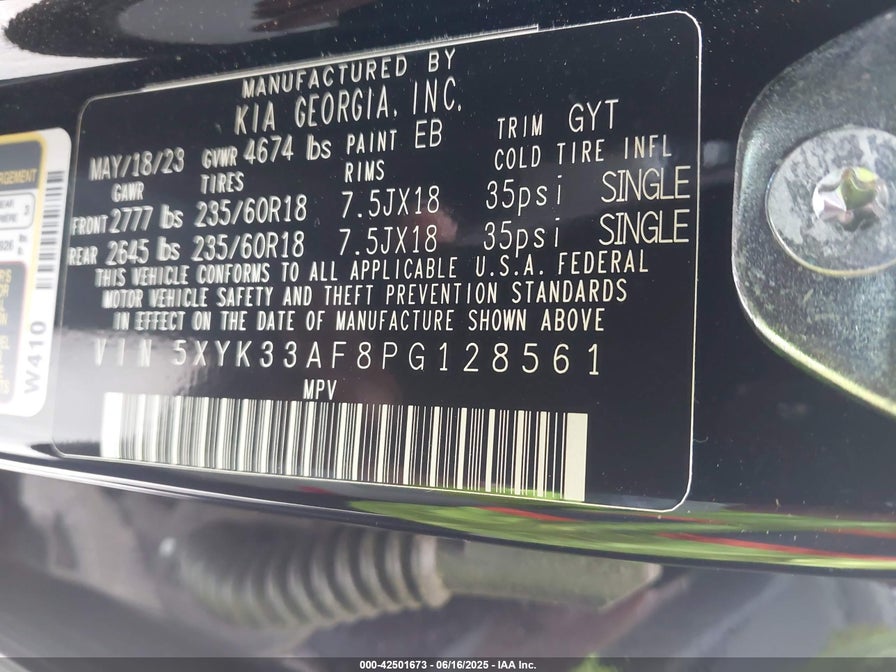 MANUFACTURED BY
KIA GEORGIA, INC.
MAY/18/23 GVWR 4674 lbs PAINT EB TRIM GYT
GAWR TIRES RIMS COLD TIRE INFL
FRONT 2777 lbs 235/60R18 7.5JX18 35psi SINGLE
REAR 2645 lbs 235/60R18 7.5JX18 35psi SINGLE
THIS VEHICLE CONFORMS TO ALL APPLICABLE U.S.A. FEDERAL
MOTOR VEHICLE SAFETY AND THEFT PREVENTION STANDARDS
IN EFFECT ON THE DATE OF MANUFACTURE SHOWN ABOVE
VIN 5XYK33AF8PG128561
MPV
W410
000-42501673 - 06/16/2025 - IAA Inc.